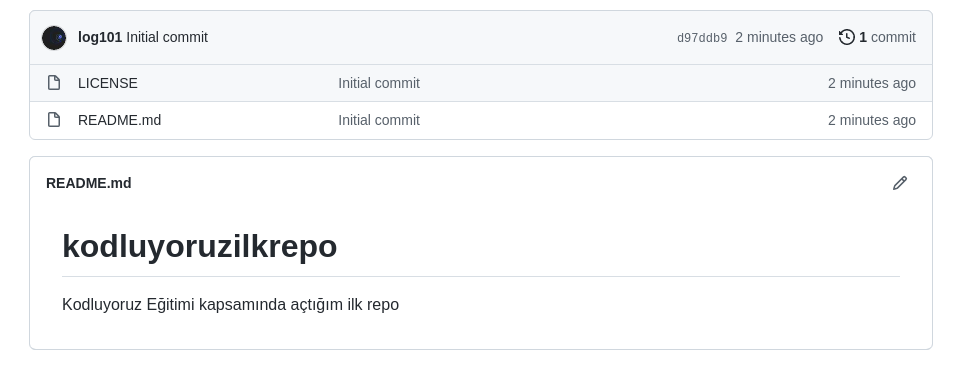 log101 Initial commit d97ddb9 2 minutes ago 1 commit
LICENSE Initial commit 2 minutes ago
README.md Initial commit 2 minutes ago
README.md
kodluyoruzilkrepo
Kodluyoruz Eğitimi kapsamında açtığım ilk repo